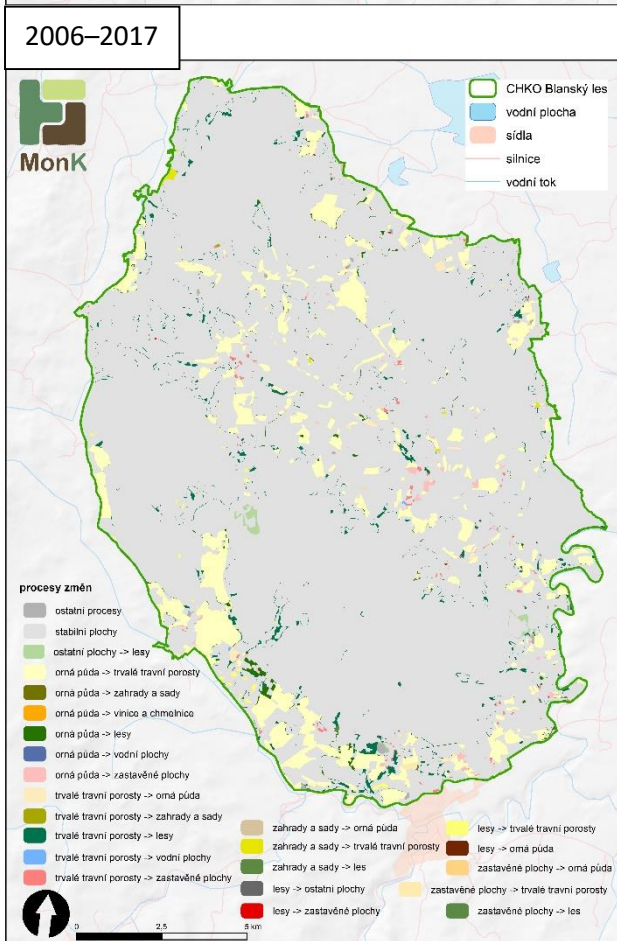 2006–2017
MonK
CHKO Blanský les
vodní plocha
sídla
silnice
vodní tok
procesy změn
ostatní procesy
stabilní plochy
ostatní plochy -> lesy
orná půda -> trvalé travní porosty
orná půda -> zahrady a sady
orná půda -> vinice a chmelnice
orná půda -> lesy
orná půda -> vodní plochy
orná půda -> zastavěné plochy
trvalé travní porosty -> orná půda
trvalé travní porosty -> zahrady a sady
trvalé travní porosty -> lesy
trvalé travní porosty -> vodní plochy
trvalé travní porosty -> zastavěné plochy
zahrady a sady -> orná půda
zahrady a sady -> trvalé travní porosty
zahrady a sady -> les
lesy -> ostatní plochy
lesy -> zastavěné plochy
lesy -> trvalé travní porosty
lesy -> orná půda
zastavěné plochy -> orná půda
zastavěné plochy -> trvalé travní porosty
zastavěné plochy -> les
0 2,5 5 km